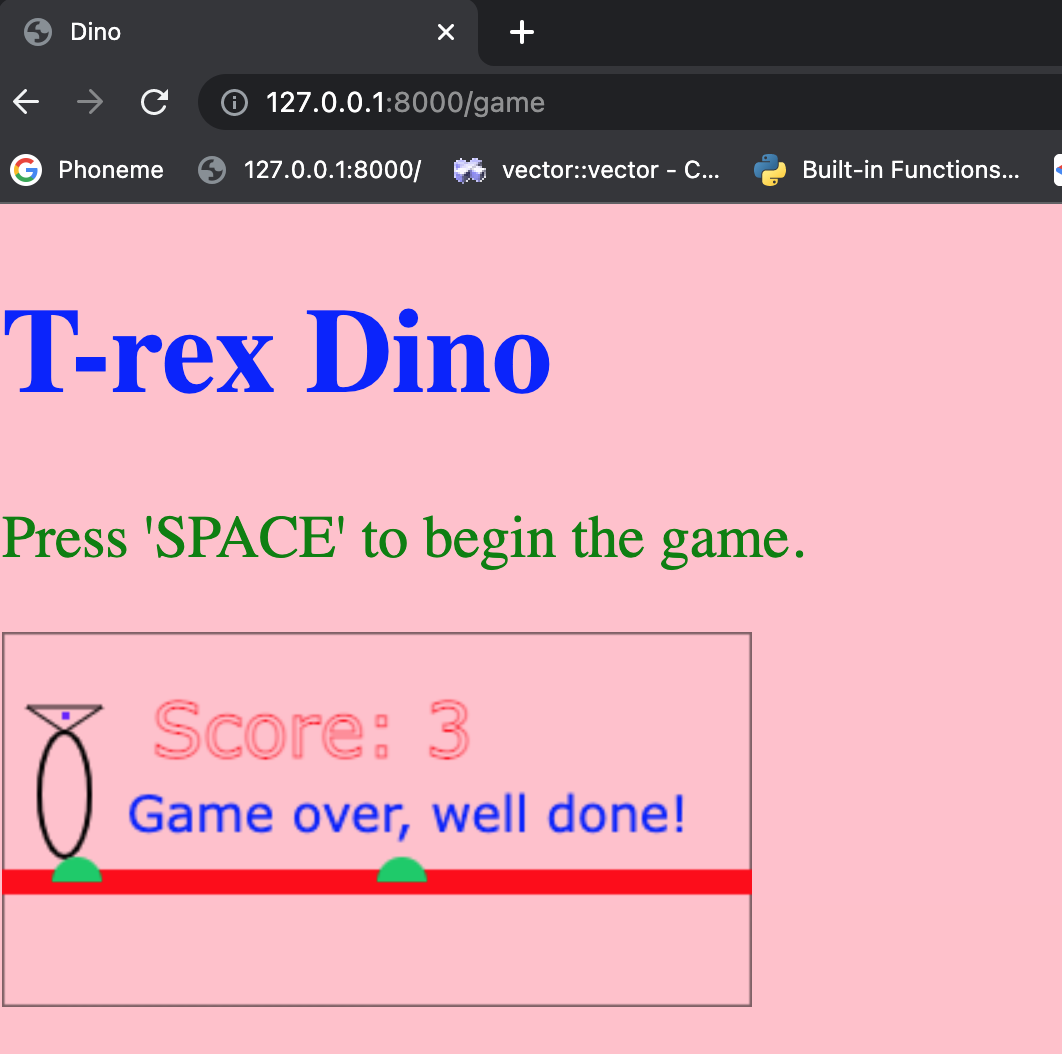 Dino
127.0.0.1:8000/game
Phoneme 127.0.0.1:8000/ vector::vector - C... Built-in Functions...
T-rex Dino
Press 'SPACE' to begin the game.
Score: 3
Game over, well done!